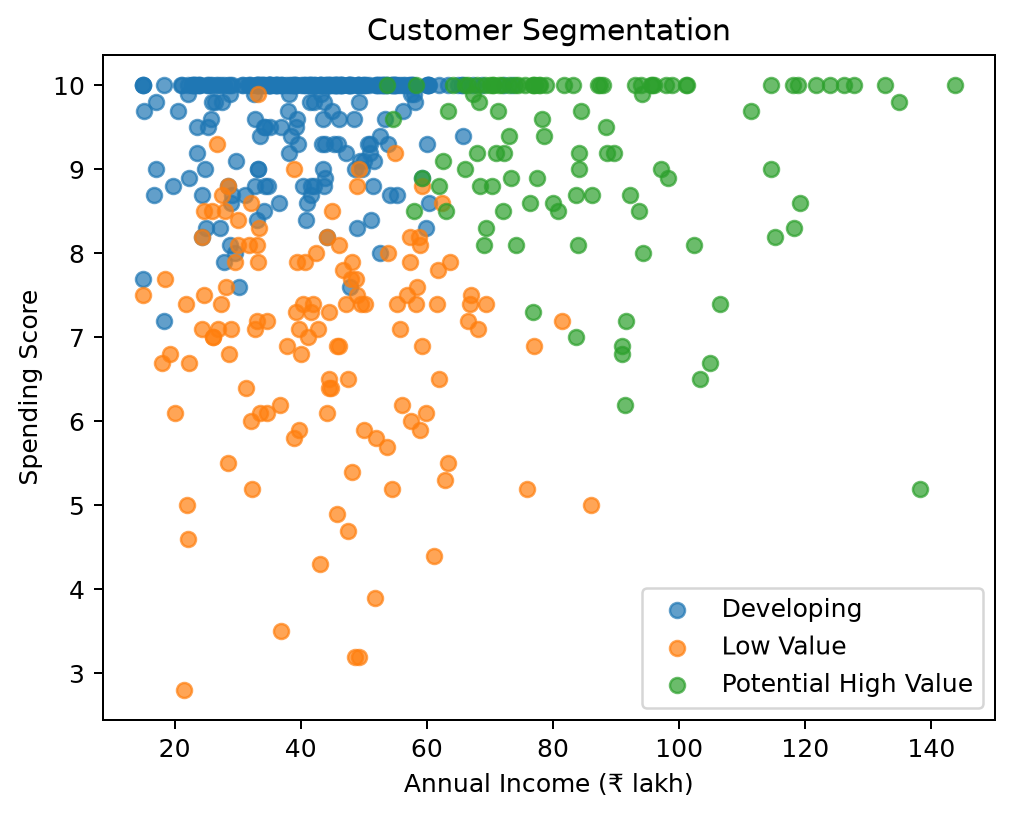 Customer Segmentation
Spending Score
10
9
8
7
6
5
4
3
Developing
Low Value
Potential High Value
20 40 60 80 100 120 140
Annual Income (₹ lakh)